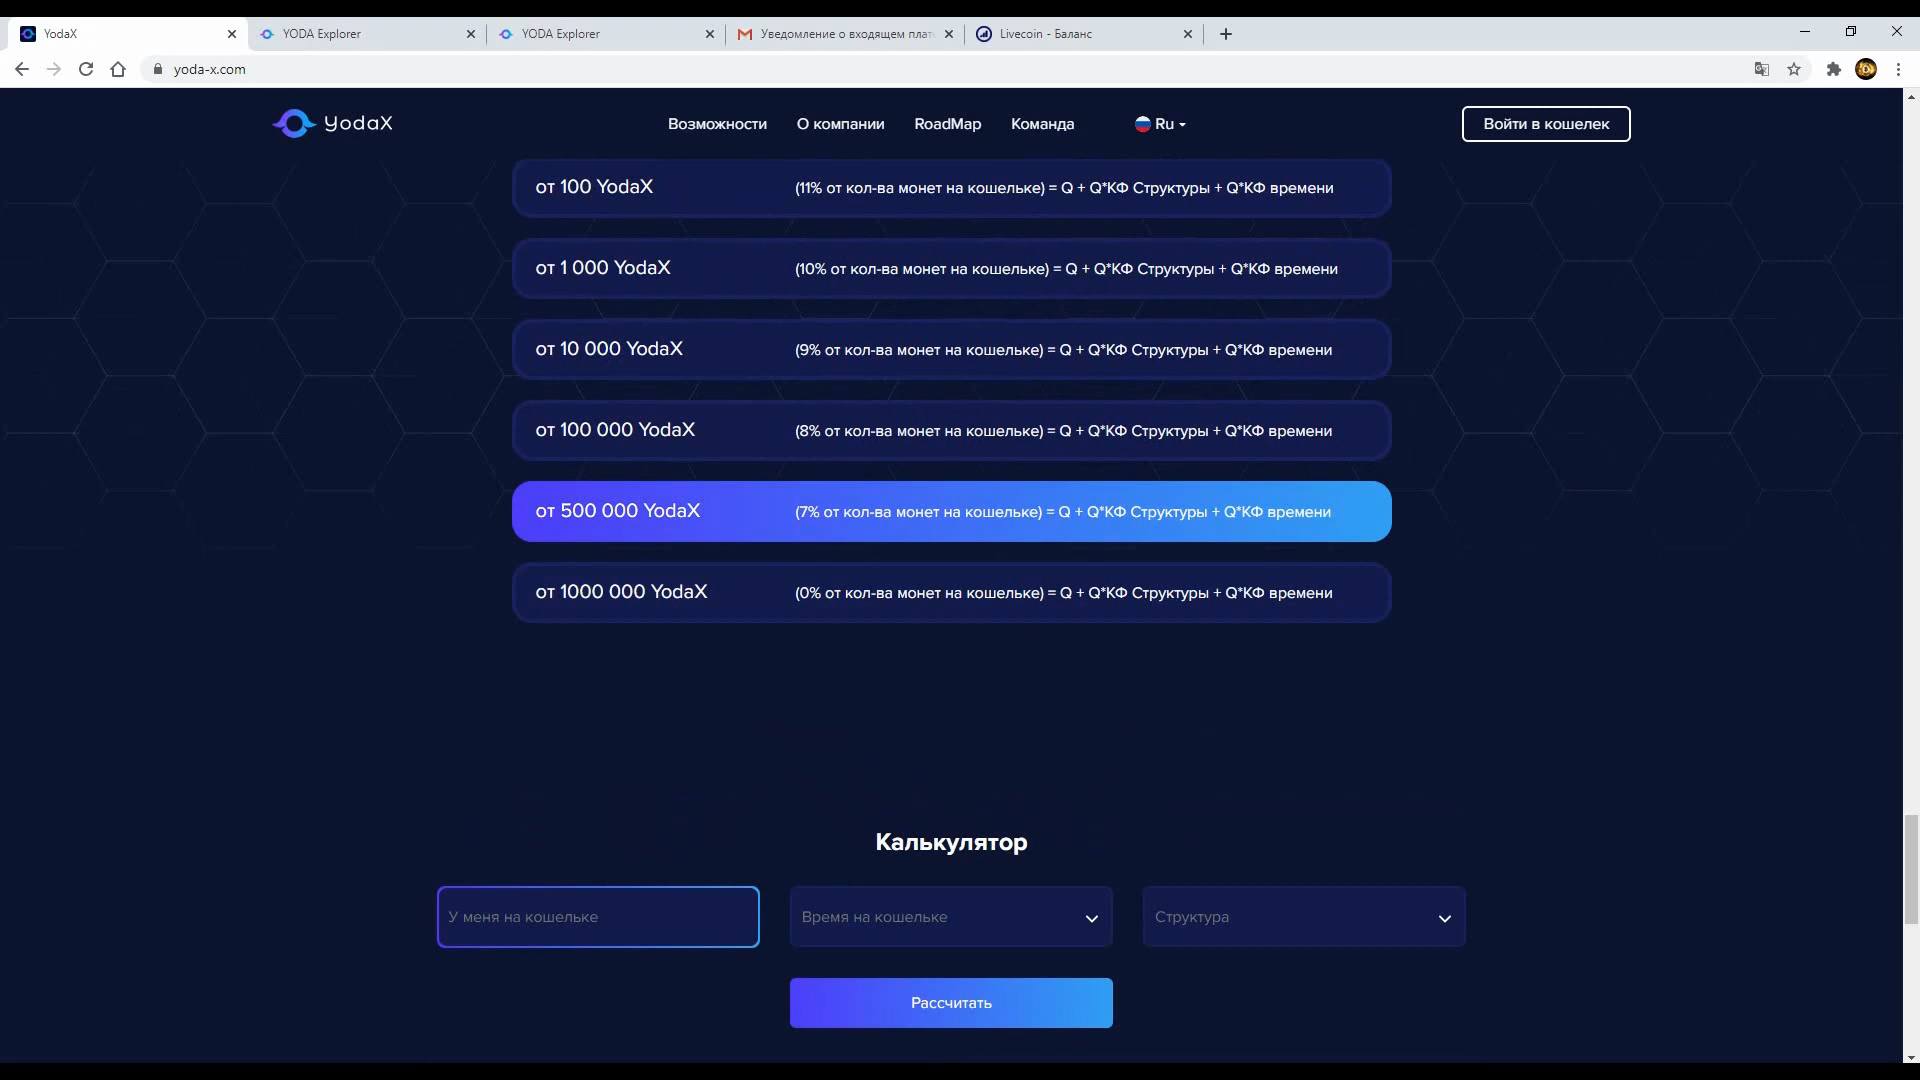 YodaX
YODA Explorer
YODA Explorer
Уведомление о входящем плат
Livecoin - Баланс
yoda-x.com
YodaX
Возможности
О компании
RoadMap
Команда
Ru
Войти в кошелек
от 100 YodaX
(11% от кол-ва монет на кошельке) = Q + Q*КФ Структуры + Q*КФ времени
от 1 000 YodaX
(10% от кол-ва монет на кошельке) = Q + Q*КФ Структуры + Q*КФ времени
от 10 000 YodaX
(9% от кол-ва монет на кошельке) = Q + Q*КФ Структуры + Q*КФ времени
от 100 000 YodaX
(8% от кол-ва монет на кошельке) = Q + Q*КФ Структуры + Q*КФ времени
от 500 000 YodaX
(7% от кол-ва монет на кошельке) = Q + Q*КФ Структуры + Q*КФ времени
от 1000 000 YodaX
(0% от кол-ва монет на кошельке) = Q + Q*КФ Структуры + Q*КФ времени
Калькулятор
У меня на кошельке
Время на кошельке
Структура
Рассчитать